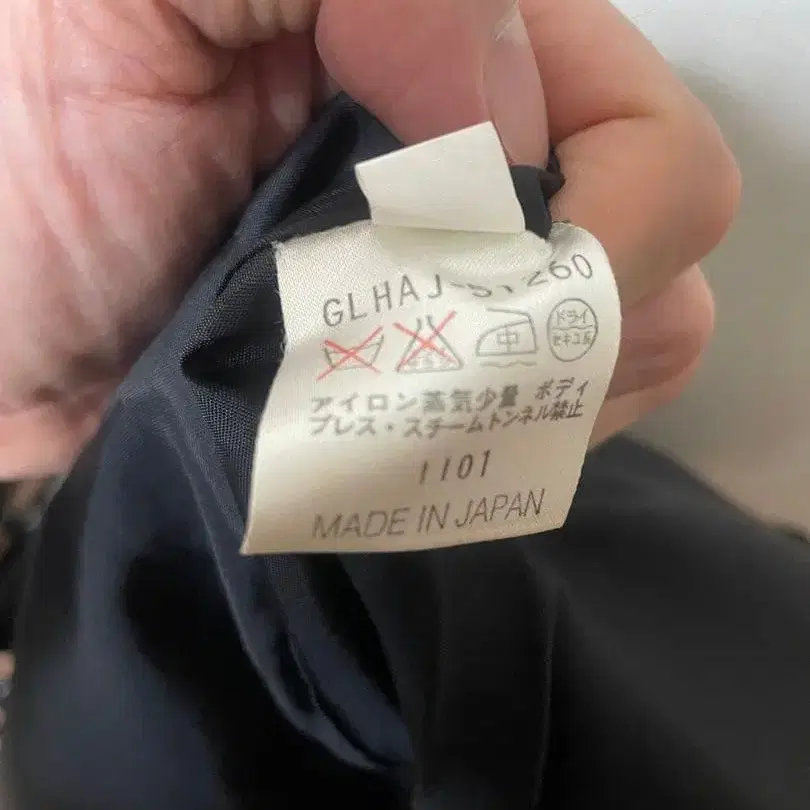 GLHAJ-51260
中 ドライ
セキユ系
アイロン蒸気少量 ボディ
プレス・スチームトンネル禁止
1101
MADE IN JAPAN